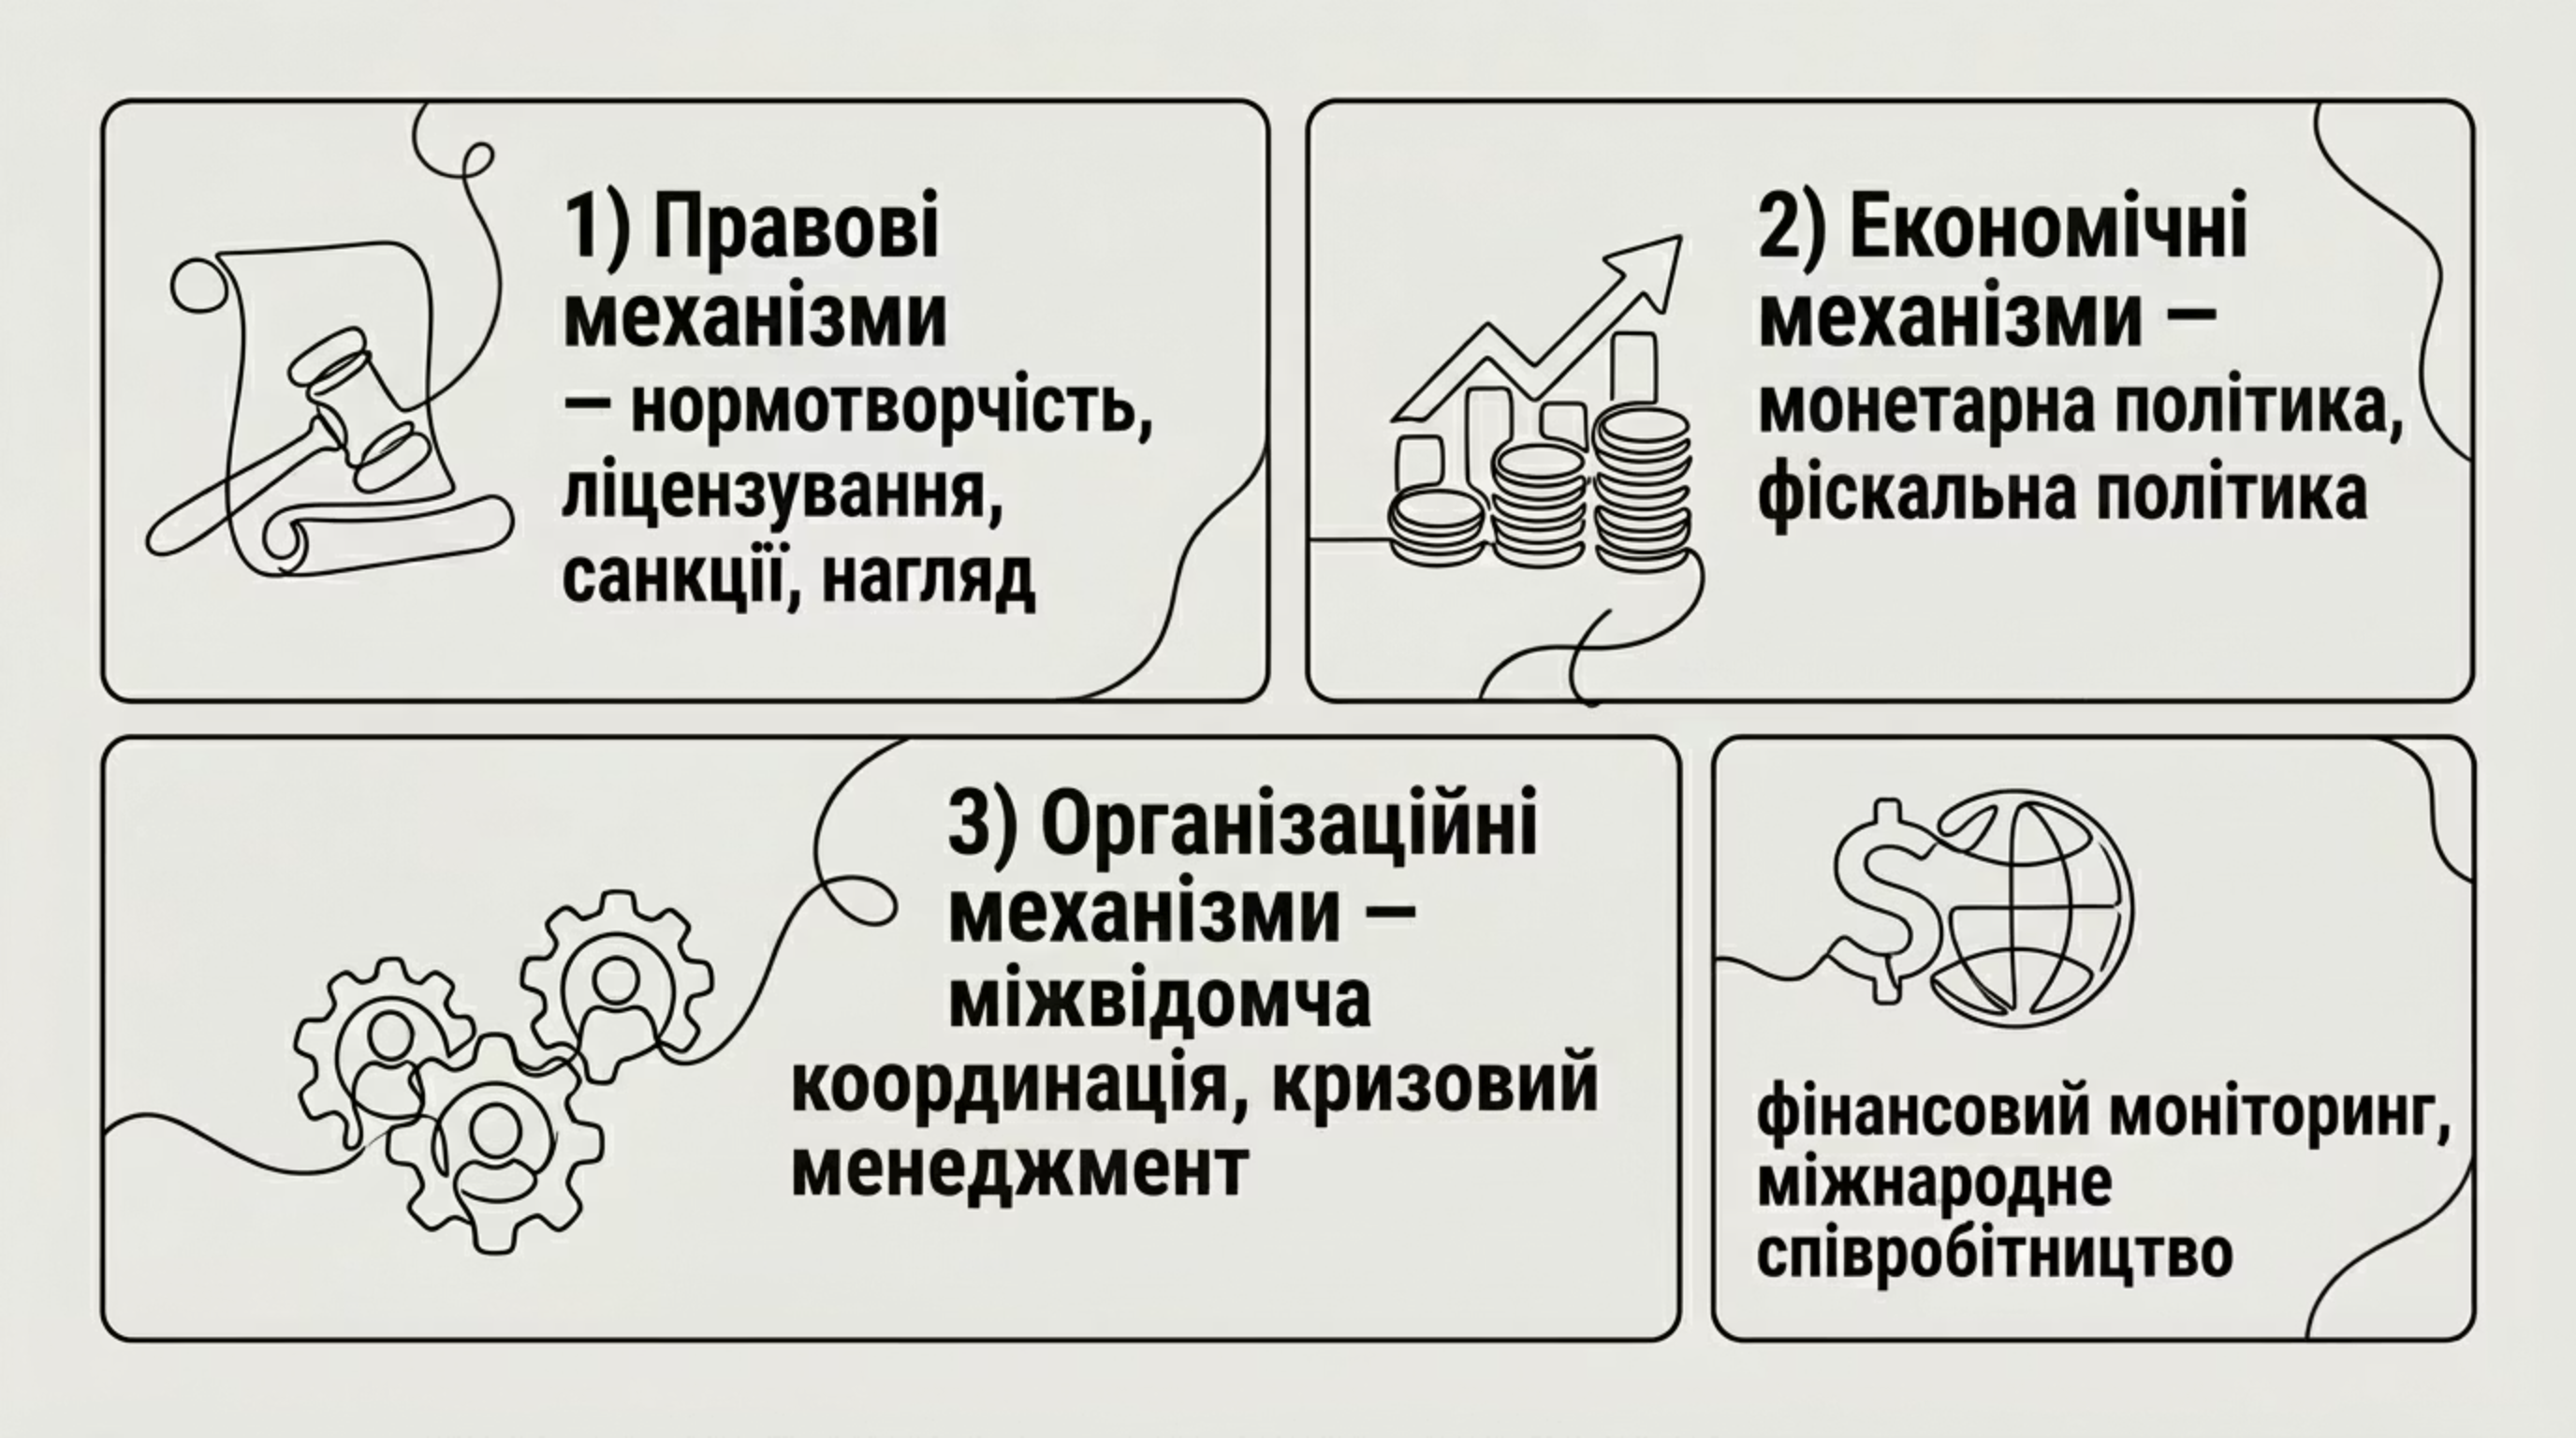 1) Правові
механізми
– нормотворчість,
ліцензування,
санкції, нагляд
2) Економічні
механізми –
монетарна політика,
фіскальна політика
3) Організаційні
механізми –
міжвідомча
координація, кризовий
менеджмент
фінансовий моніторинг,
міжнародне
співробітництво